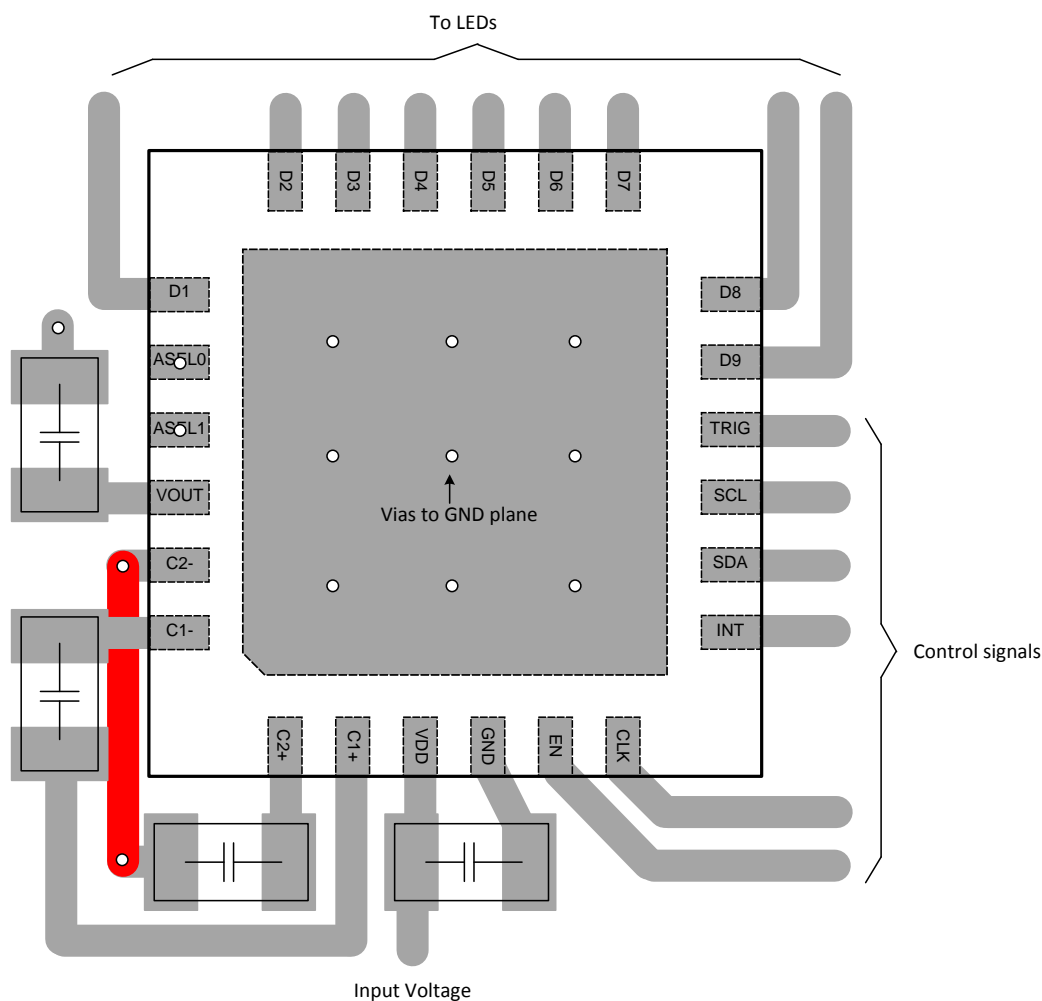 To LEDs
D2
D3
D4
D5
D6
D7
D1
D8
ASEL0
D9
ASEL1
TRIG
VOUT
SCL
Vias to GND plane
C2-
SDA
C1-
INT
Control signals
C2+
C1+
VDD
GND
EN
CLK
Input Voltage